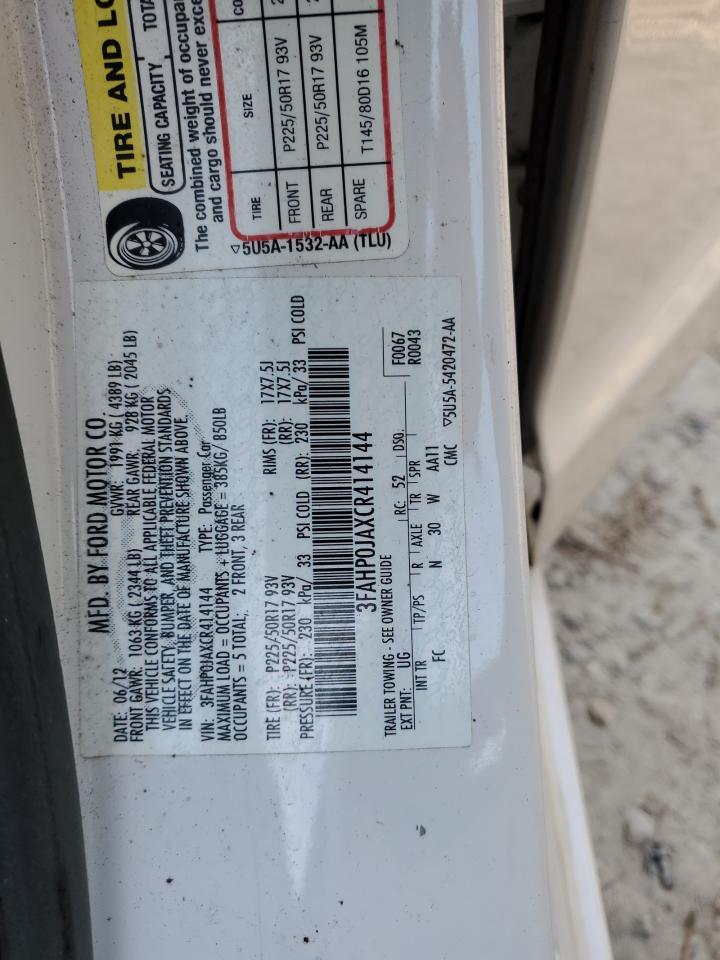 TIRE AND LO
SEATING CAPACITY TOTA
The combined weight of occupa
and cargo should never exce
TIRE SIZE CO
FRONT P225/50R17 93V 2
REAR P225/50R17 93V
SPARE T145/80D16 105M
5U5A-1532-AA (TLU)
MFD. BY FORD MOTOR CO.
DATE: 06/12 GVWR: 1991 KG ( 4389 LB)
FRONT GAWR: 1063 KG ( 2344 LB) REAR GAWR: 928 KG ( 2045 LB)
THIS VEHICLE CONFORMS TO ALL APPLICABLE FEDERAL MOTOR
VEHICLE SAFETY, BUMPER, AND THEFT PREVENTION STANDARDS
IN EFFECT ON THE DATE OF MANUFACTURE SHOWN ABOVE.
VIN: 3FAHP0JAXCR414144 TYPE: Passenger Car
MAXIMUM LOAD = OCCUPANTS + LUGGAGE = 385KG/ 850LB
OCCUPANTS = 5 TOTAL, 2 FRONT, 3 REAR
TIRE (FR): P225/50R17 93V RIMS (FR): 17X7.5J
(RR): P225/50R17 93V (RR): 17X7.5J
PRESSURE (FR): 230 kPa/ 33 PSI COLD (RR): 230 kPa/ 33 PSI COLD
3FAHP0JAXCR414144
TRAILER TOWING - SEE OWNER GUIDE F0067
R0043
EXT PNT: UG RC: 52 DSO:
INT TR TP/PS R AXLE TR SPR
FC N 30 W AA11
CMC 5U5A-5420472-AA